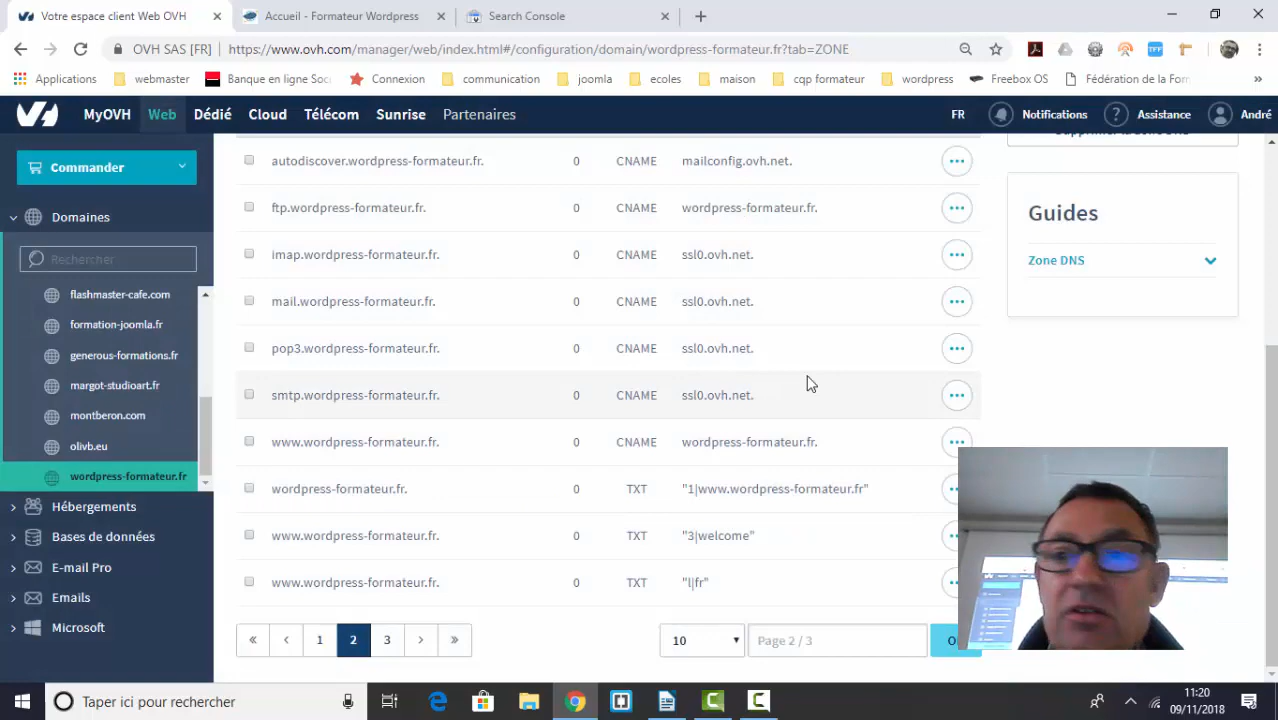 Votre espace client Web OVH
Accueil - Formateur Wordpress
Search Console
OVH SAS [FR]
https://www.ovh.com/manager/web/index.html#/configuration/domain/wordpress-formateur.fr?tab=ZONE
Applications
webmaster
Banque en ligne Soc
Connexion
communication
joomla
ecoles
maison
cqp formateur
wordpress
Freebox OS
Fédération de la Form
»
MyOVH
Web
Dédié
Cloud
Télécom
Sunrise
Partenaires
FR
Notifications
Assistance
André
Commander
Domaines
Rechercher
flashmaster-cafe.com
formation-joomla.fr
generous-formations.fr
margot-studioart.fr
montberon.com
olivb.eu
wordpress-formateur.fr
Hébergements
Bases de données
E-mail Pro
Emails
Microsoft
autodiscover.wordpress-formateur.fr. 0 CNAME mailconfig.ovh.net.
ftp.wordpress-formateur.fr. 0 CNAME wordpress-formateur.fr.
imap.wordpress-formateur.fr. 0 CNAME ssl0.ovh.net.
mail.wordpress-formateur.fr. 0 CNAME ssl0.ovh.net.
pop3.wordpress-formateur.fr. 0 CNAME ssl0.ovh.net.
smtp.wordpress-formateur.fr. 0 CNAME ssl0.ovh.net.
www.wordpress-formateur.fr. 0 CNAME wordpress-formateur.fr.
wordpress-formateur.fr. 0 TXT "1|www.wordpress-formateur.fr"
www.wordpress-formateur.fr. 0 TXT "3|welcome"
www.wordpress-formateur.fr. 0 TXT "l|fr"
« ‹ 1 2 3 › »
10
Page 2 / 3
Guides
Zone DNS
Taper ici pour rechercher
11:20
09/11/2018